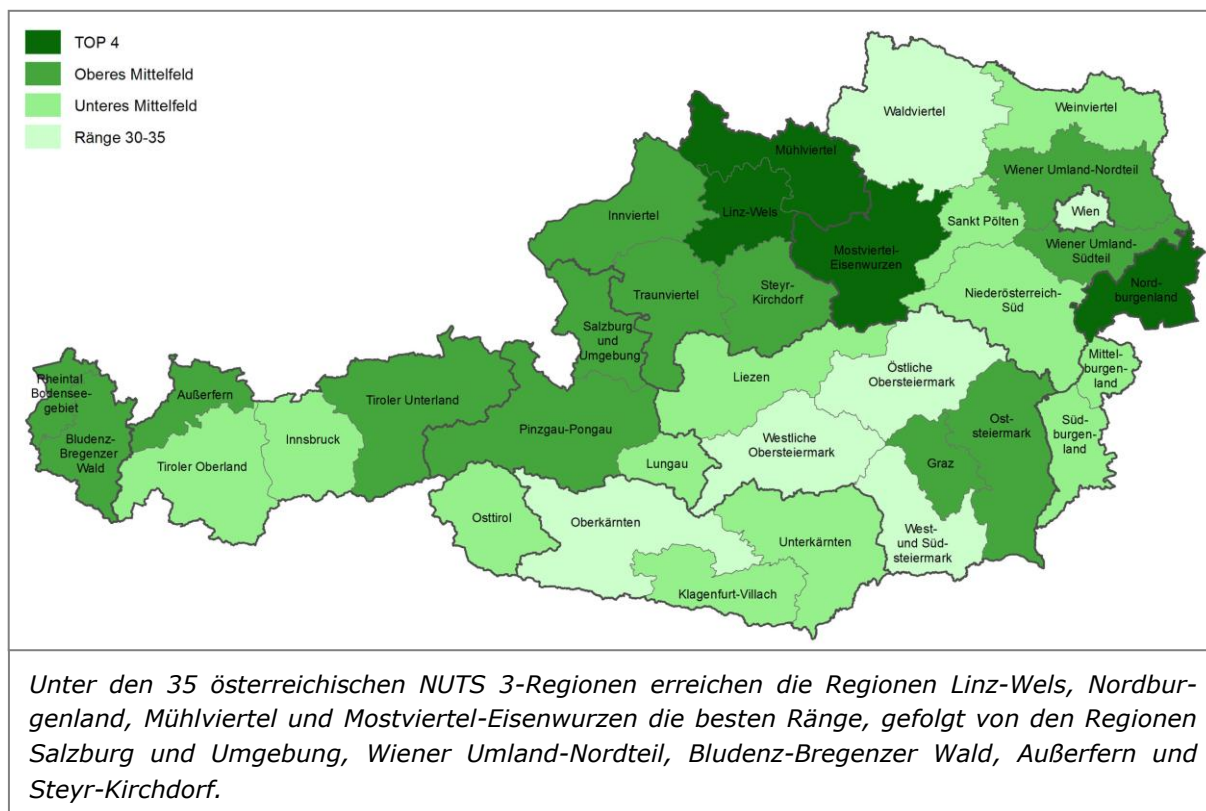 TOP 4
Oberes Mittelfeld
Unteres Mittelfeld
Ränge 30-35
Waldviertel
Weinviertel
Mühlviertel
Wiener Umland-Nordteil
Innviertel
Linz-Wels
Sankt Pölten
Wien
Mostviertel-
Eisenwurzen
Wiener Umland-
Südteil
Nord-
burgenland
Traunviertel
Steyr-
Kirchdorf
Niederösterreich-
Süd
Salzburg
und
Umgebung
Mittel-
burgen-
land
Rheintal
Bodensee-
gebiet
Außerfern
Tiroler Unterland
Liezen
Östliche
Obersteiermark
Bludenz-
Bregenzer
Wald
Innsbruck
Pinzgau-Pongau
Westliche
Obersteiermark
Ost-
steiermark
Süd-
burgen-
land
Tiroler Oberland
Lungau
Graz
Osttirol
Oberkärnten
Unterkärnten
West-
und Süd-
steiermark
Klagenfurt-Villach
Unter den 35 österreichischen NUTS 3-Regionen erreichen die Regionen Linz-Wels, Nordbur-
genland, Mühlviertel und Mostviertel-Eisenwurzen die besten Ränge, gefolgt von den Regionen
Salzburg und Umgebung, Wiener Umland-Nordteil, Bludenz-Bregenzer Wald, Außerfern und
Steyr-Kirchdorf.